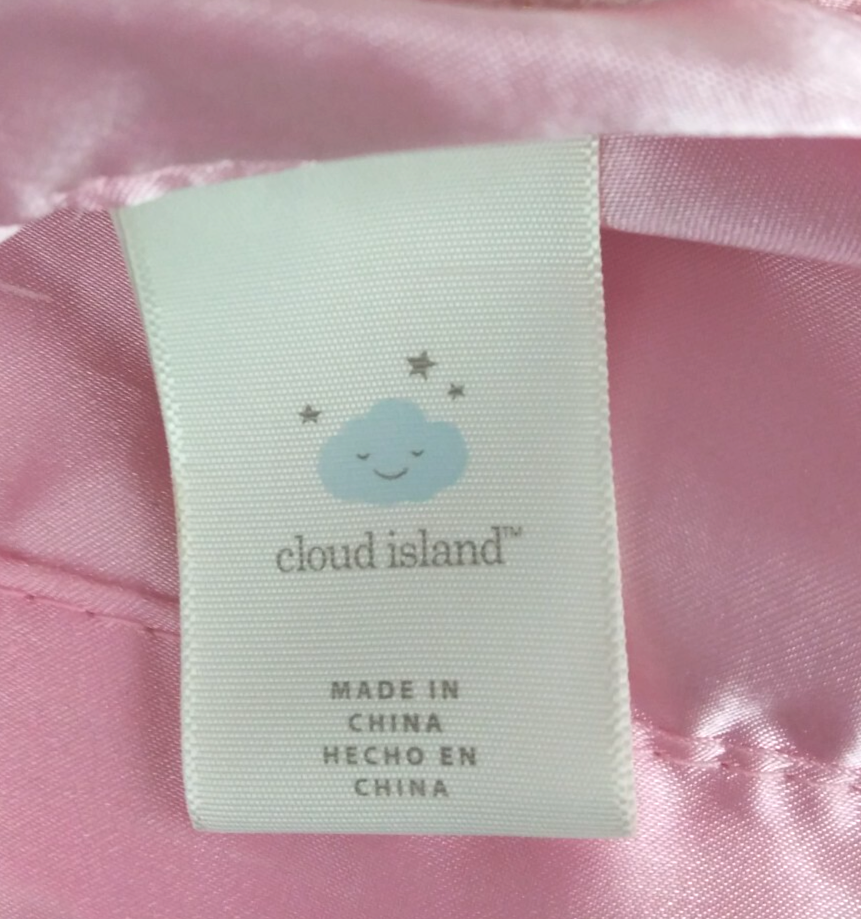 cloud island™
MADE IN
CHINA
HECHO EN
CHINA